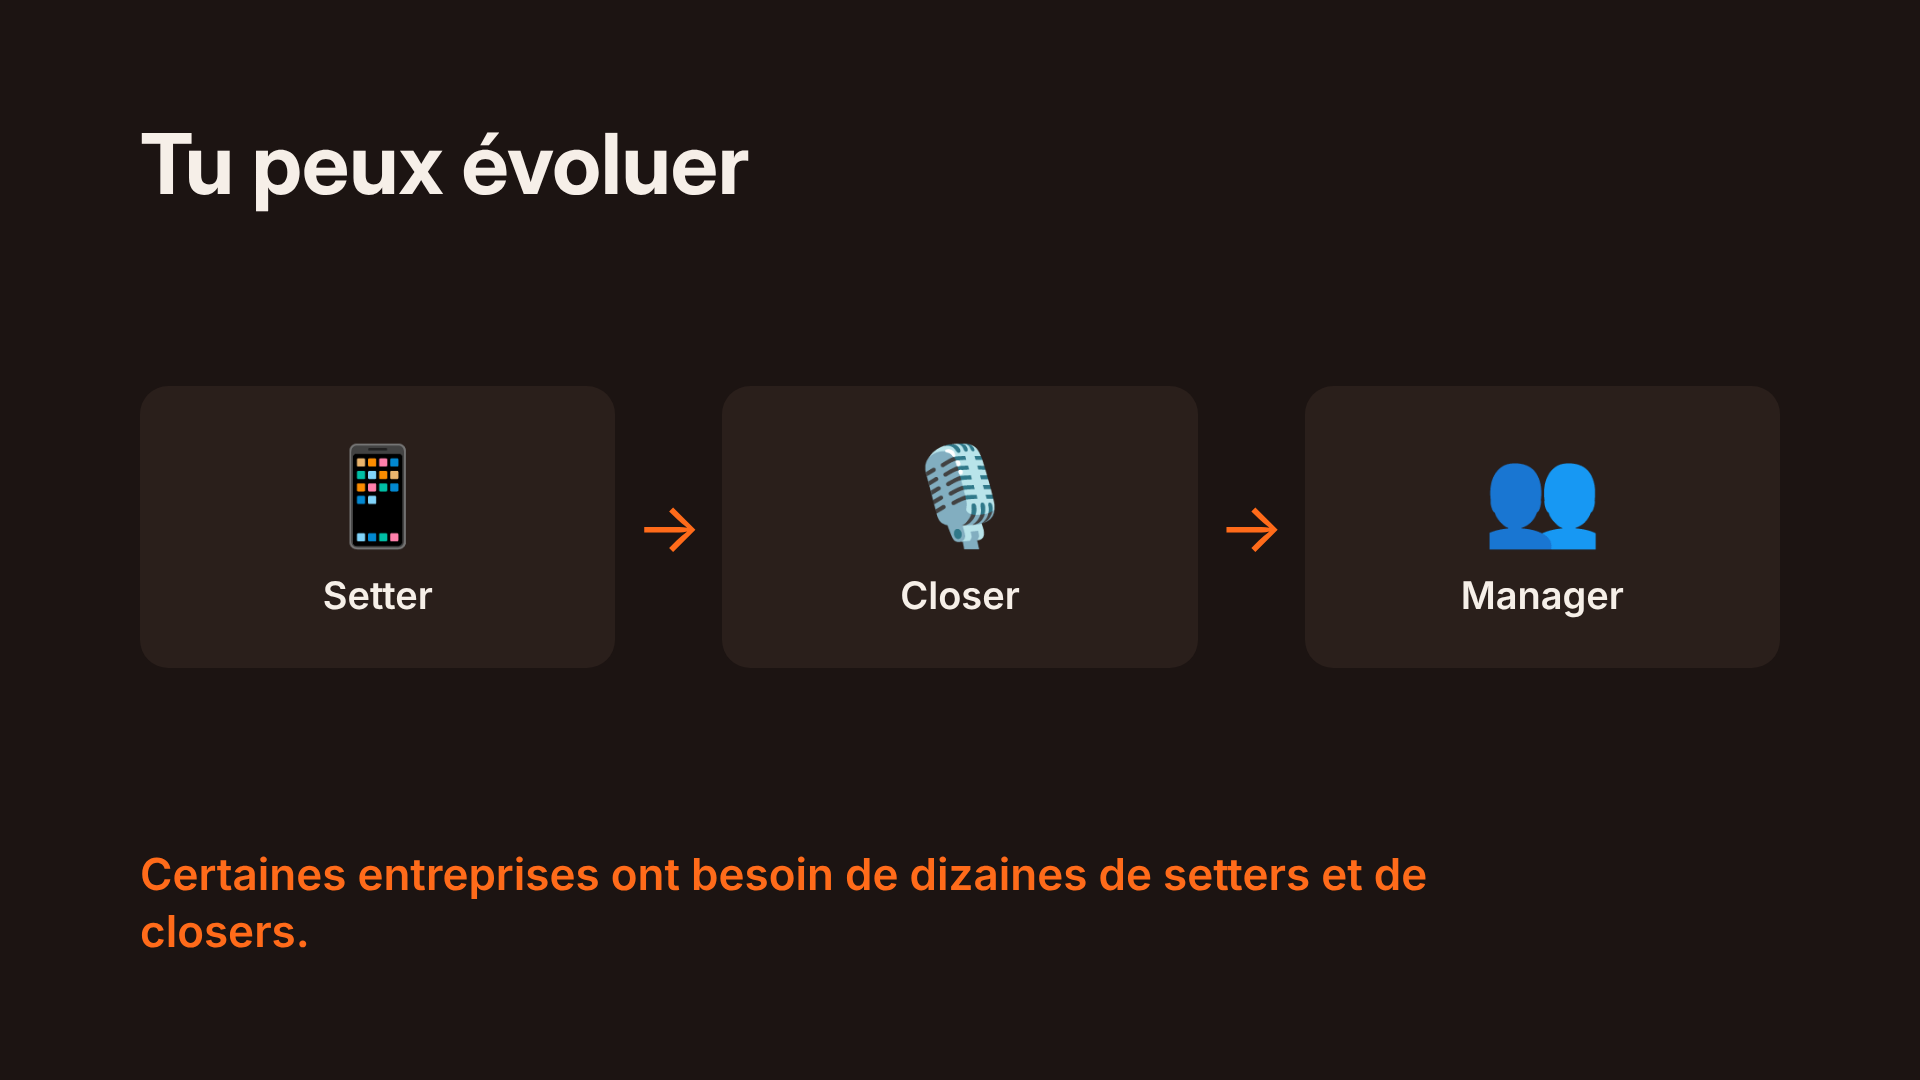 Tu peux évoluer
Setter
Closer
Manager
Certaines entreprises ont besoin de dizaines de setters et de
closers.